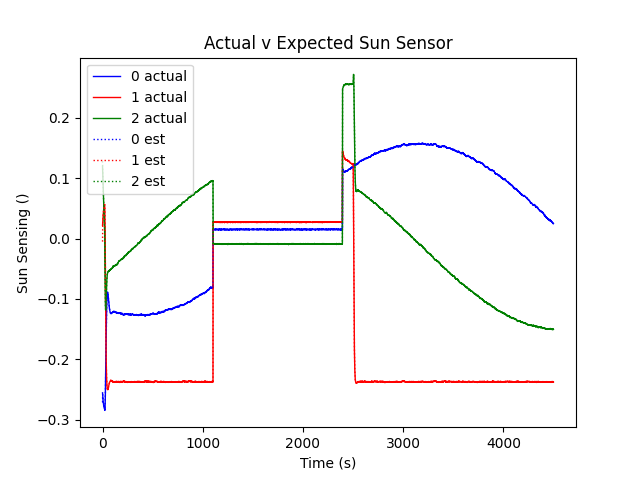 Actual v Expected Sun Sensor
0 actual
1 actual
2 actual
0 est
1 est
2 est
Sun Sensing ()
0.2
0.1
0.0
−0.1
−0.2
−0.3
0 1000 2000 3000 4000
Time (s)